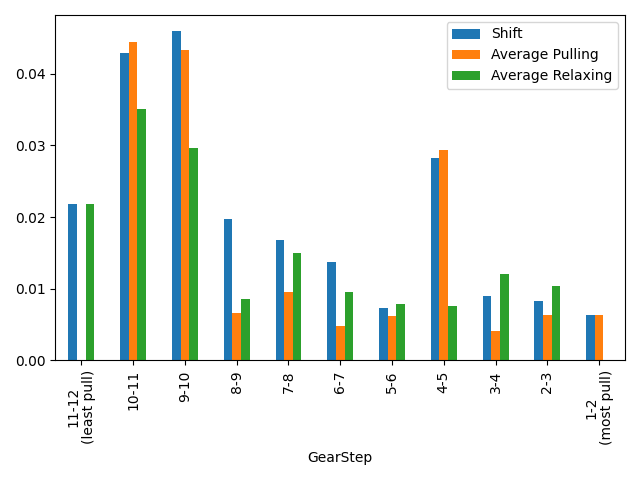 Shift
Average Pulling
Average Relaxing
0.04
0.03
0.02
0.01
0.00
11-12
(least pull)
10-11
9-10
8-9
7-8
6-7
5-6
4-5
3-4
2-3
1-2
(most pull)
GearStep